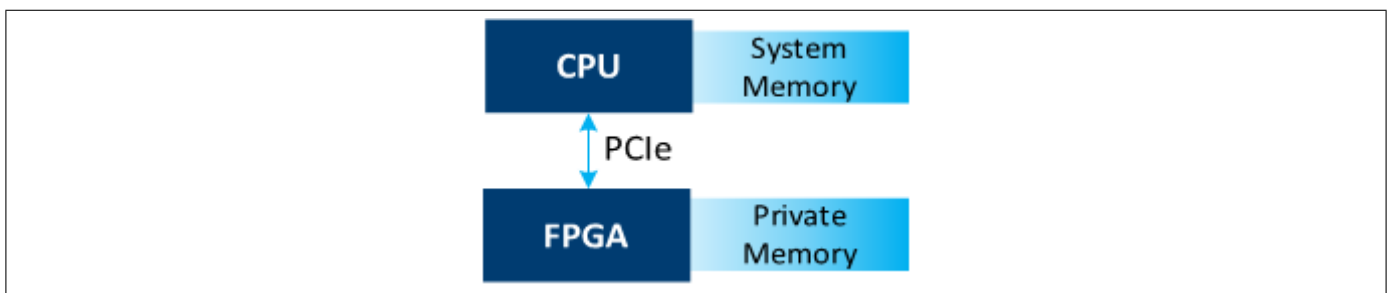 CPU
System
Memory
PCIe
FPGA
Private
Memory